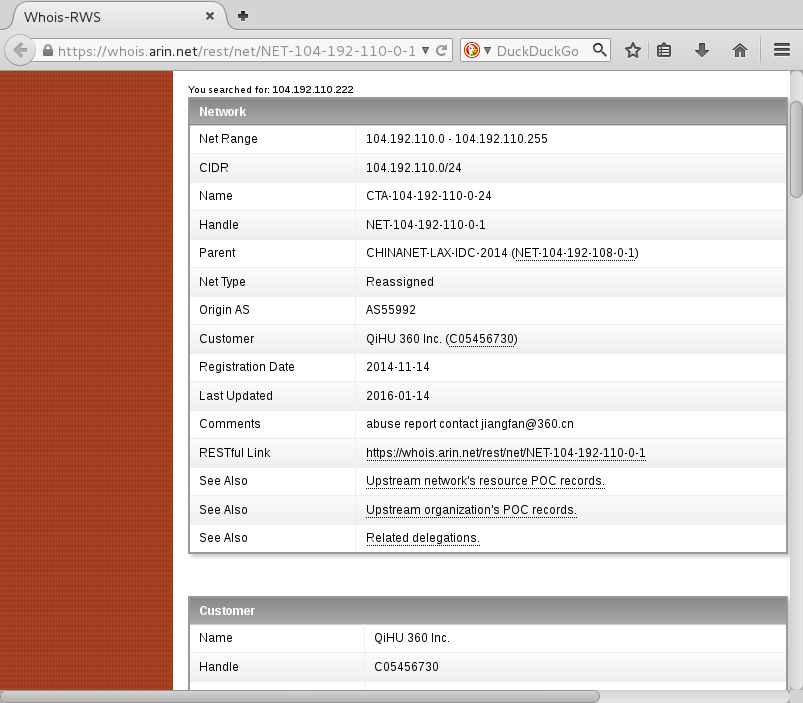 Whois-RWS
https://whois.arin.net/rest/net/NET-104-192-110-0-1
DuckDuckGo
You searched for: 104.192.110.222
Network
Net Range 104.192.110.0 - 104.192.110.255
CIDR 104.192.110.0/24
Name CTA-104-192-110-0-24
Handle NET-104-192-110-0-1
Parent CHINANET-LAX-IDC-2014 (NET-104-192-108-0-1)
Net Type Reassigned
Origin AS AS55992
Customer QiHU 360 Inc. (C05456730)
Registration Date 2014-11-14
Last Updated 2016-01-14
Comments abuse report contact jiangfan@360.cn
RESTful Link https://whois.arin.net/rest/net/NET-104-192-110-0-1
See Also Upstream network's resource POC records.
See Also Upstream organization's POC records.
See Also Related delegations.
Customer
Name QiHU 360 Inc.
Handle C05456730